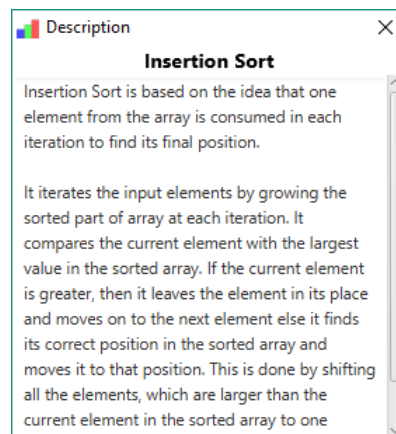 Description
Insertion Sort
Insertion Sort is based on the idea that one
element from the array is consumed in each
iteration to find its final position.
It iterates the input elements by growing the
sorted part of array at each iteration. It
compares the current element with the largest
value in the sorted array. If the current element
is greater, then it leaves the element in its place
and moves on to the next element else it finds
its correct position in the sorted array and
moves it to that position. This is done by shifting
all the elements, which are larger than the
current element in the sorted array to one